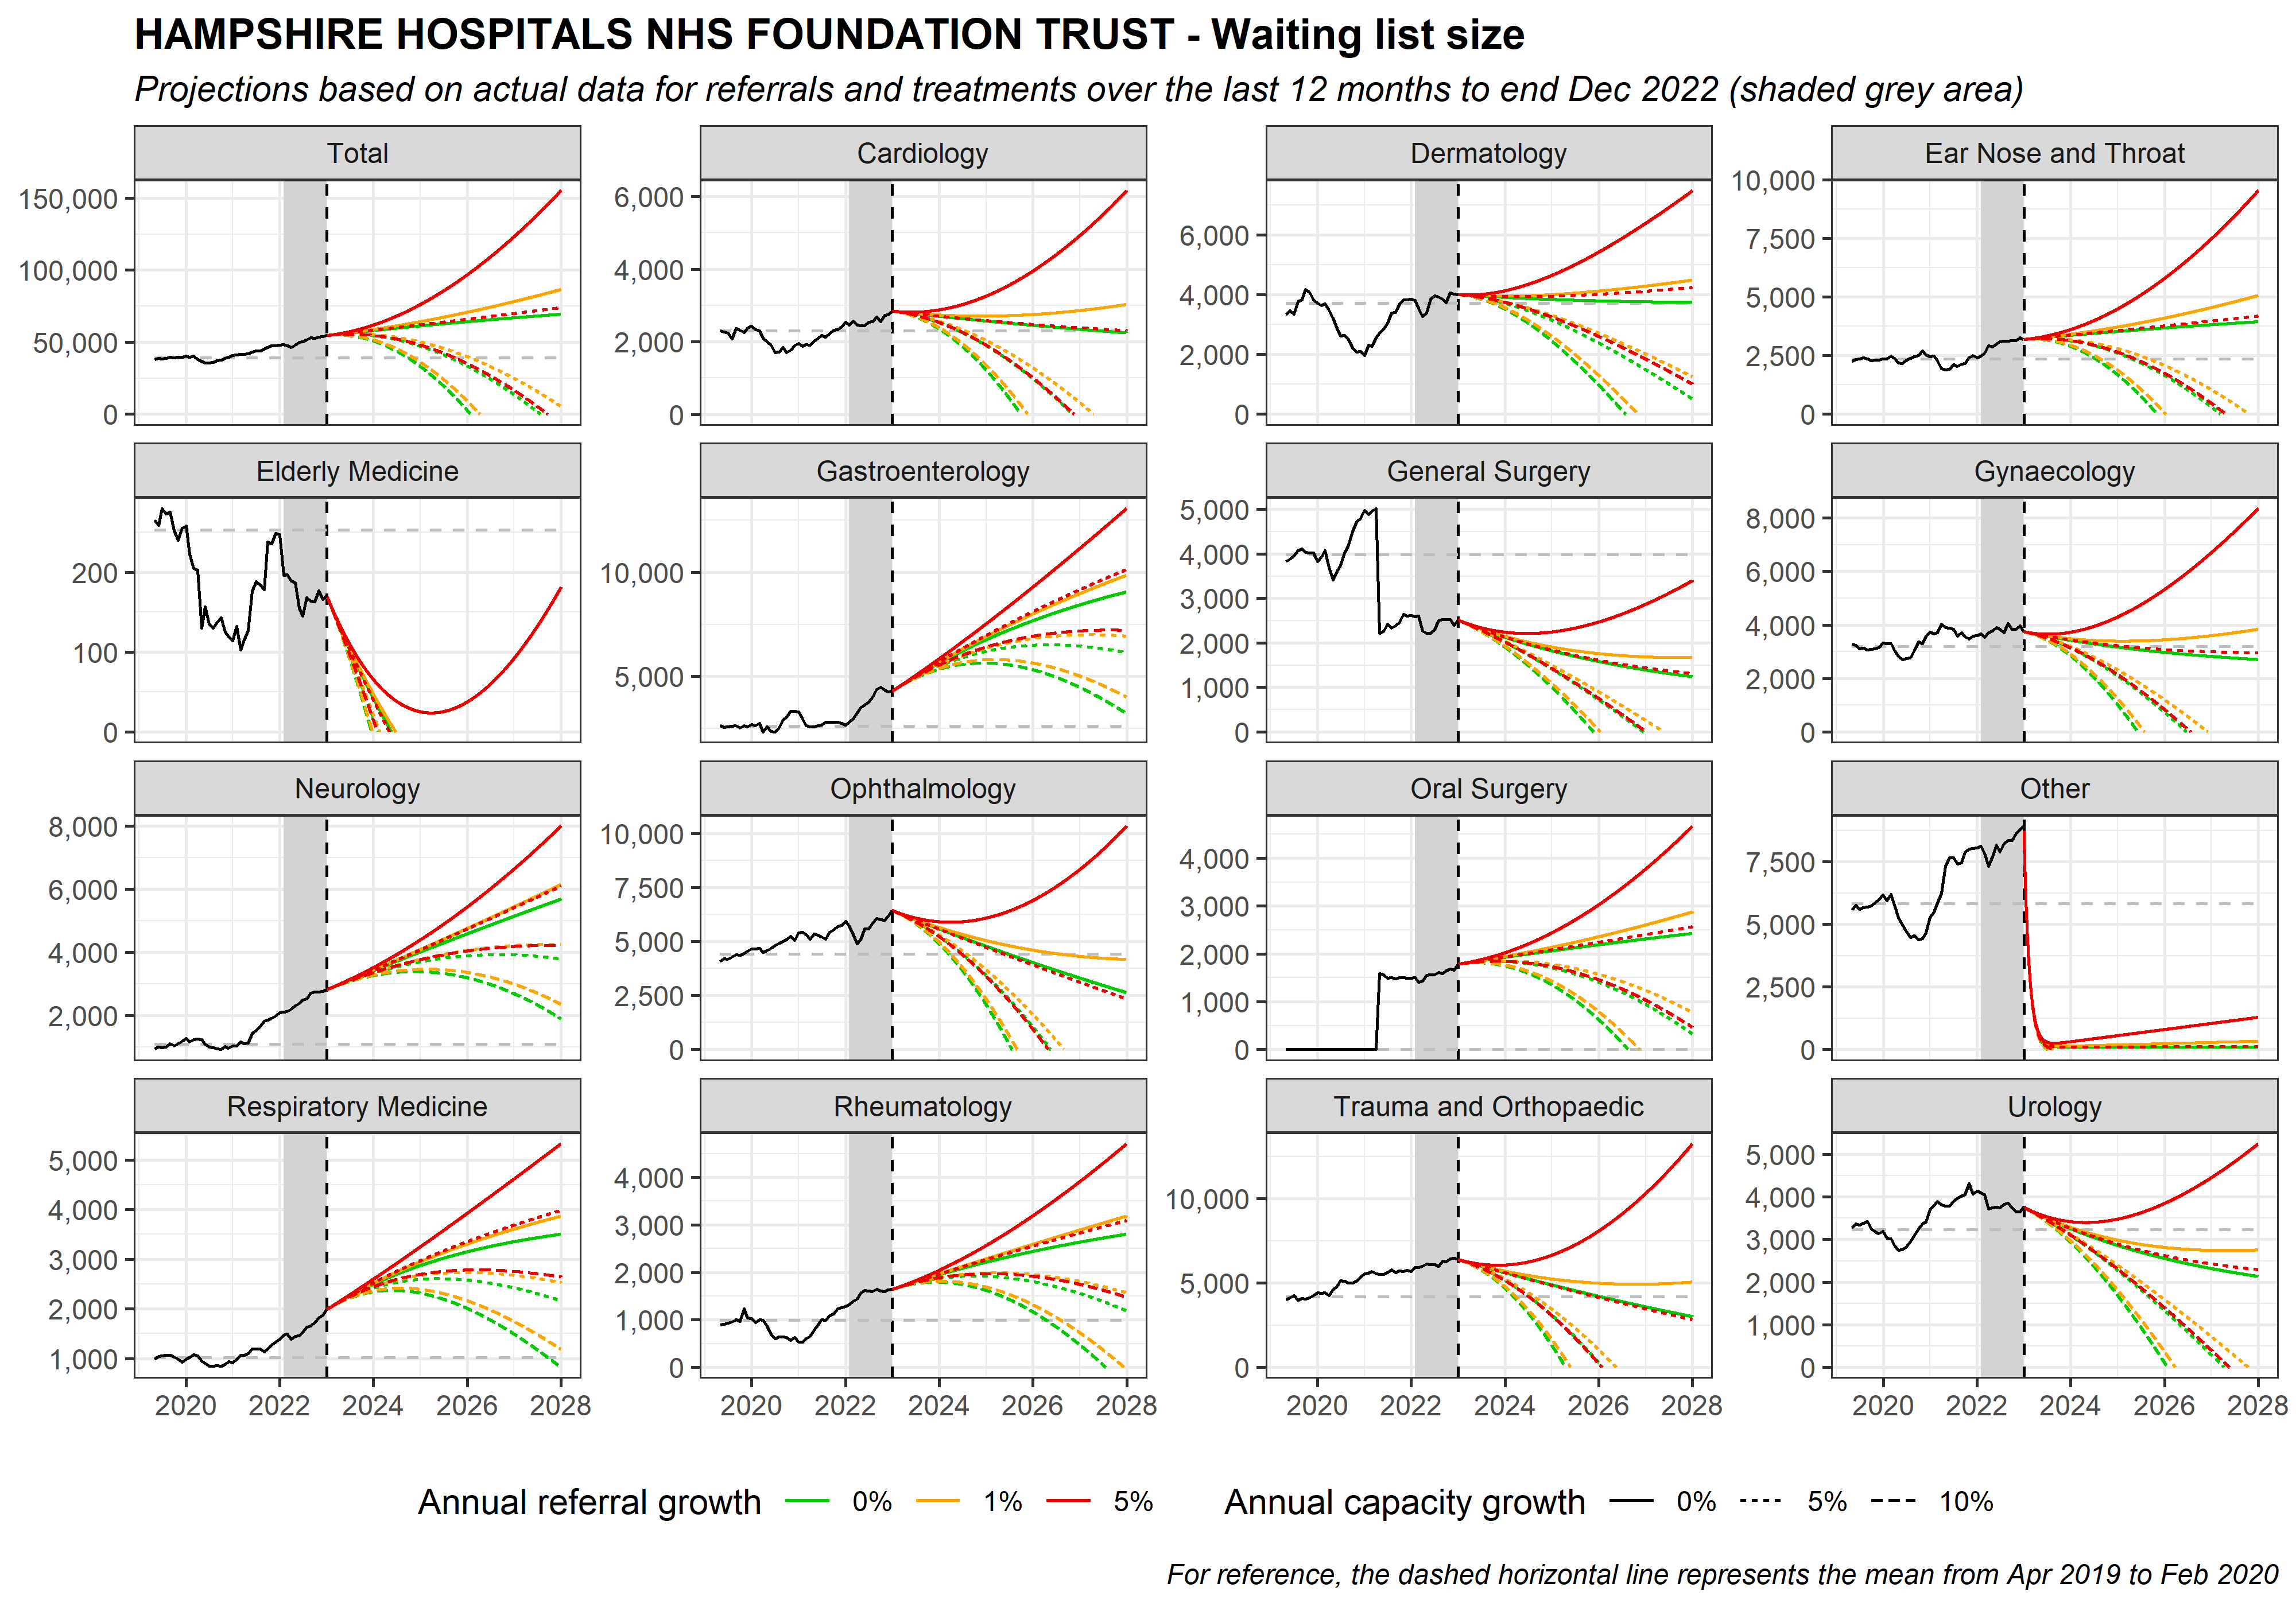 HAMPSHIRE HOSPITALS NHS FOUNDATION TRUST - Waiting list size
Projections based on actual data for referrals and treatments over the last 12 months to end Dec 2022 (shaded grey area)
Total
150,000
100,000
50,000
0
Cardiology
6,000
4,000
2,000
0
Dermatology
6,000
4,000
2,000
0
Ear Nose and Throat
10,000
7,500
5,000
2,500
0
Elderly Medicine
200
100
0
Gastroenterology
10,000
5,000
General Surgery
5,000
4,000
3,000
2,000
1,000
0
Gynaecology
8,000
6,000
4,000
2,000
0
Neurology
8,000
6,000
4,000
2,000
Ophthalmology
10,000
7,500
5,000
2,500
0
Oral Surgery
4,000
3,000
2,000
1,000
0
Other
7,500
5,000
2,500
0
Respiratory Medicine
5,000
4,000
3,000
2,000
1,000
2020 2022 2024 2026 2028
Rheumatology
4,000
3,000
2,000
1,000
0
2020 2022 2024 2026 2028
Trauma and Orthopaedic
10,000
5,000
0
2020 2022 2024 2026 2028
Urology
5,000
4,000
3,000
2,000
1,000
0
2020 2022 2024 2026 2028
Annual referral growth 0% 1% 5% Annual capacity growth 0% 5% 10%
For reference, the dashed horizontal line represents the mean from Apr 2019 to Feb 2020